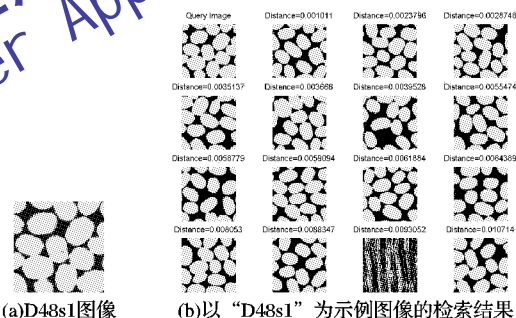 er App
Query Image Distance=0.001011 Distance=0.0023796 Distance=0.0028748
Distance=0.0035137 Distance=0.003668 Distance=0.0039528 Distance=0.0055474
Distance=0.0058779 Distance=0.0059094 Distance=0.0061884 Distance=0.0064389
Distance=0.008053 Distance=0.0088347 Distance=0.0093052 Distance=0.010714
(a)D48s1图像 (b)以“D48s1”为示例图像的检索结果